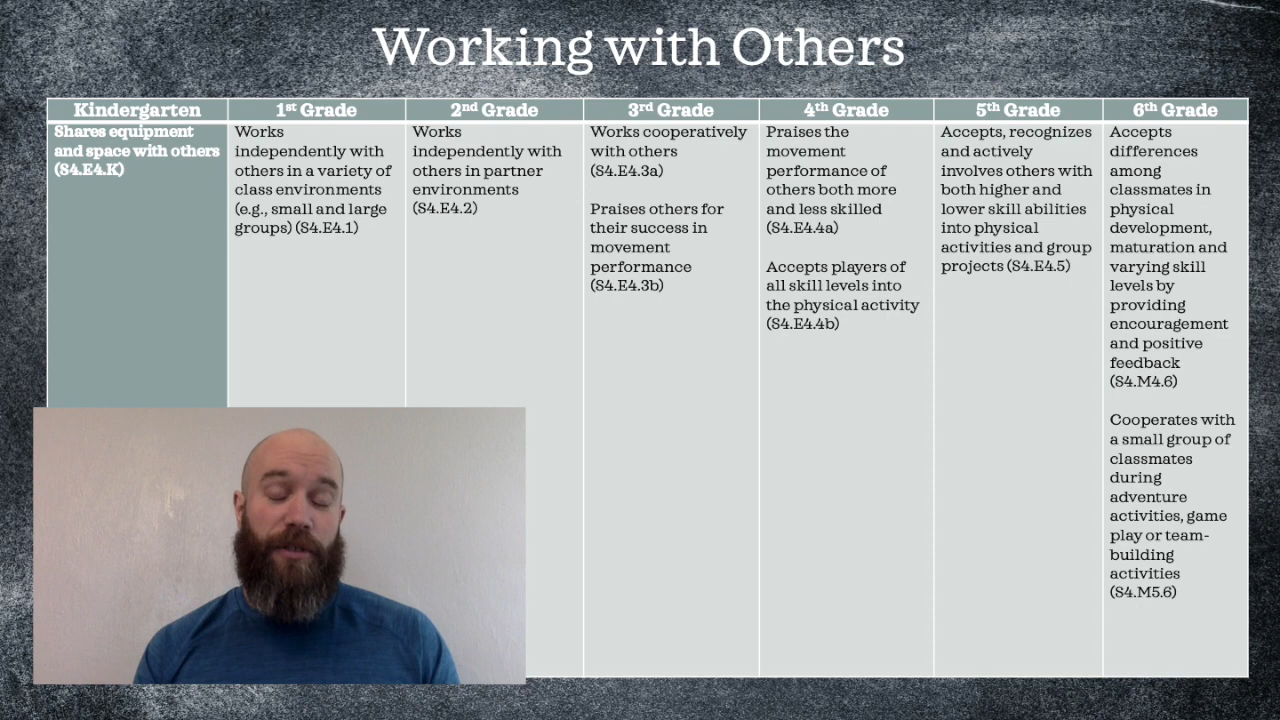 Working with Others
Kindergarten
Shares equipment
and space with others
(S4.E4.K)
1st Grade
Works
independently with
others in a variety of
class environments
(e.g., small and large
groups) (S4.E4.1)
2nd Grade
Works
independently with
others in partner
environments
(S4.E4.2)
3rd Grade
Works cooperatively
with others
(S4.E4.3a)
Praises others for
their success in
movement
performance
(S4.E4.3b)
4th Grade
Praises the
movement
performance of
others both more
and less skilled
(S4.E4.4a)
Accepts players of
all skill levels into
the physical activity
(S4.E4.4b)
5th Grade
Accepts, recognizes
and actively
involves others with
both higher and
lower skill abilities
into physical
activities and group
projects (S4.E4.5)
6th Grade
Accepts
differences
among
classmates in
physical
development,
maturation and
varying skill
levels by
providing
encouragement
and positive
feedback
(S4.M4.6)
Cooperates with
a small group of
classmates
during
adventure
activities, game
play or team-
building
activities
(S4.M5.6)